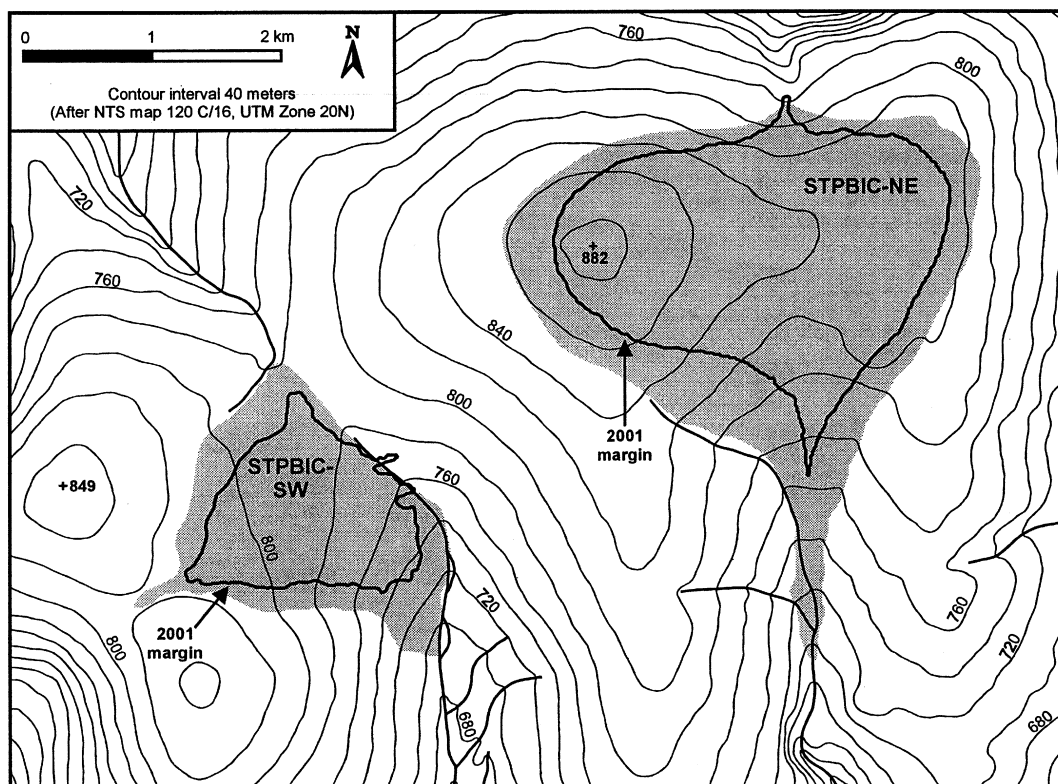 0 1 2 km
N
Contour interval 40 meters
(After NTS map 120 C/16, UTM Zone 20N)
760
800
720
STPBIC-NE
+
882
760
840
800
2001
margin
STPBIC-
SW
760
+849
800
720
760
2001
margin
800
720
680
680